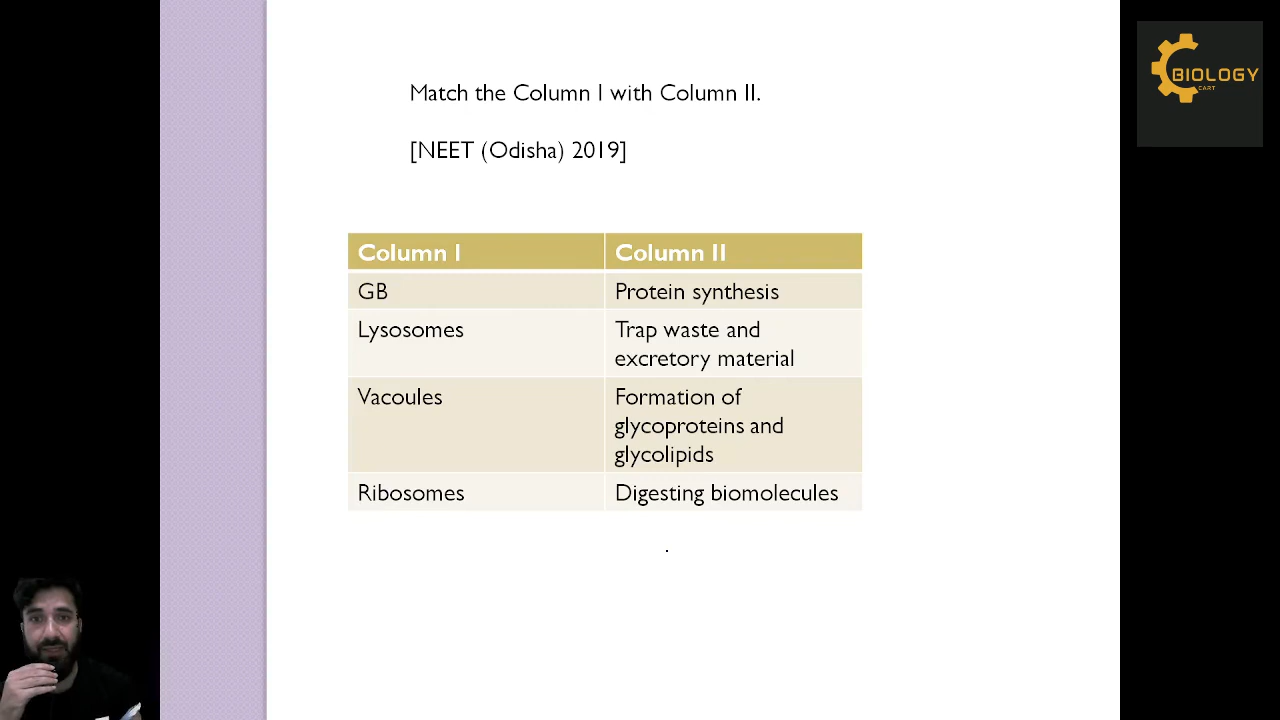 BIOLOGY
CART
Match the Column I with Column II.
[NEET (Odisha) 2019]
Column I Column II
GB Protein synthesis
Lysosomes Trap waste and
excretory material
Vacoules Formation of
glycoproteins and
glycolipids
Ribosomes Digesting biomolecules
.